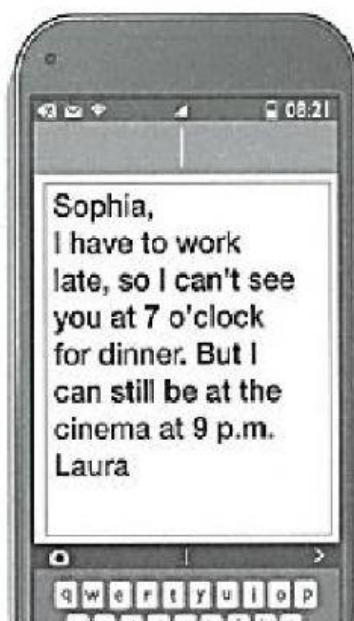 08:21
Sophia,
I have to work
late, so I can't see
you at 7 o'clock
for dinner. But I
can still be at the
cinema at 9 p.m.
Laura
q w e r t y u i o p